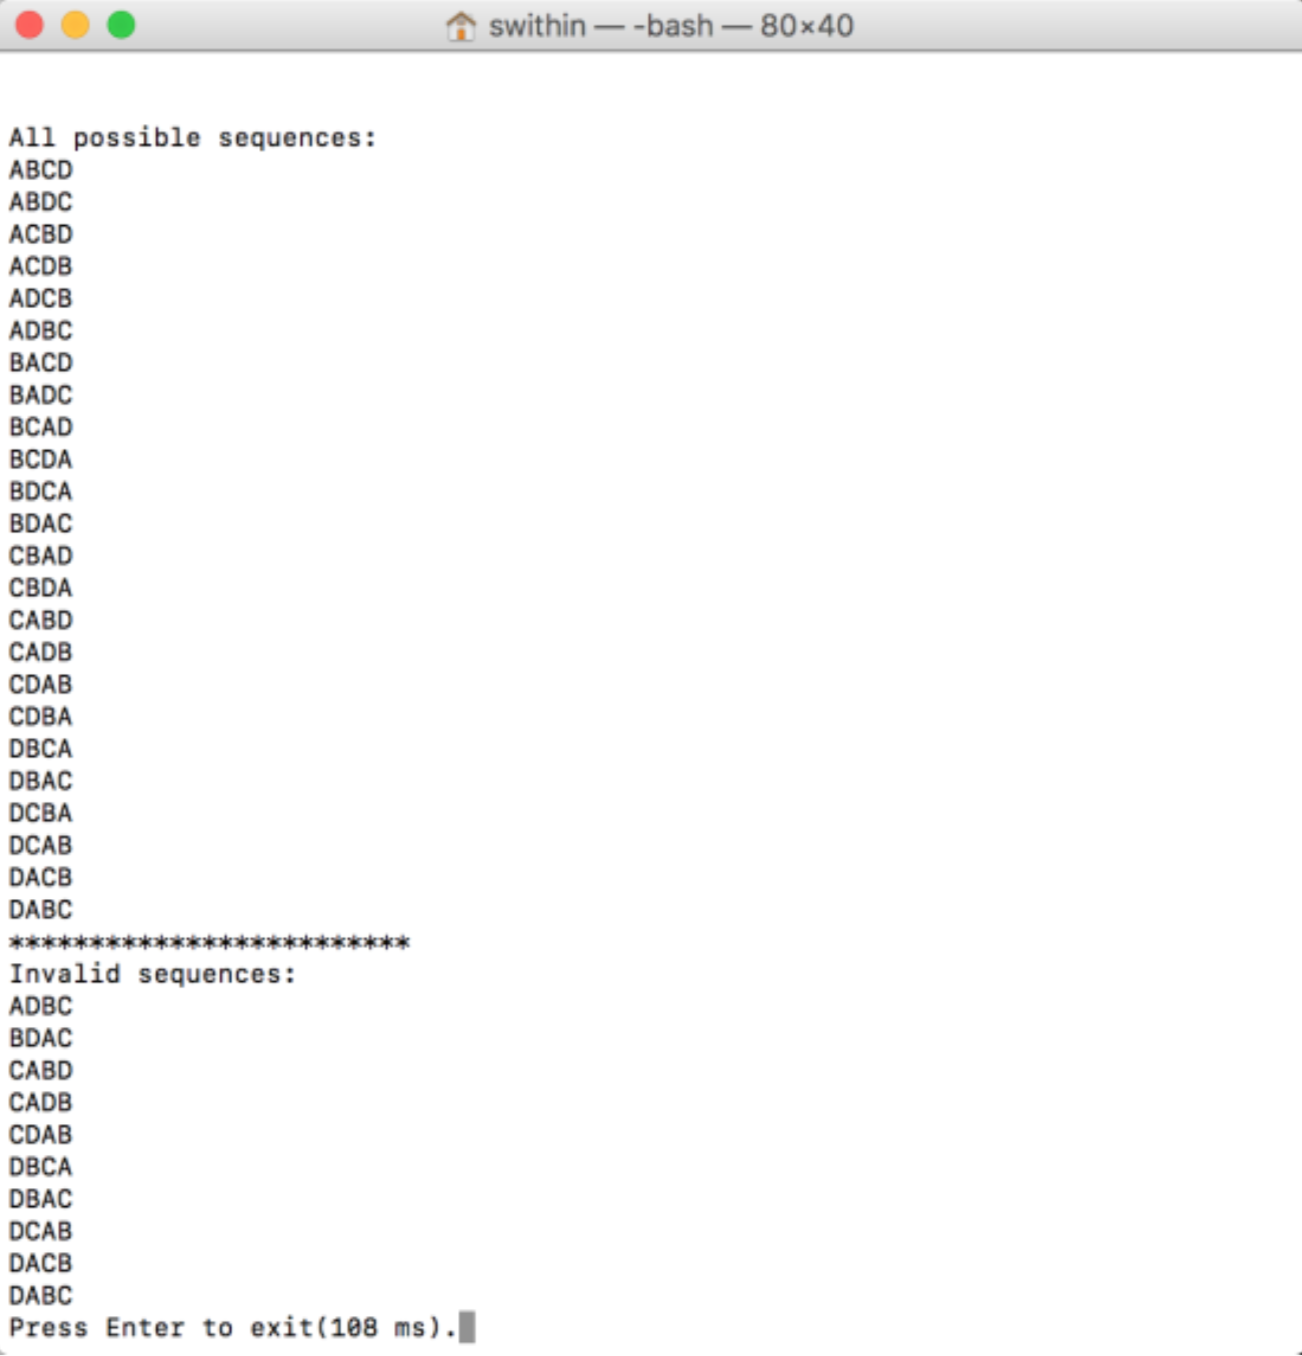 swithin — -bash — 80×40
All possible sequences:
ABCD
ABDC
ACBD
ACDB
ADCB
ADBC
BACD
BADC
BCAD
BCDA
BDCA
BDAC
CBAD
CBDA
CABD
CADB
CDAB
CDBA
DBCA
DBAC
DCBA
DCAB
DACB
DABC
*************************
Invalid sequences:
ADBC
BDAC
CABD
CADB
CDAB
DBCA
DBAC
DCAB
DACB
DABC
Press Enter to exit(108 ms).